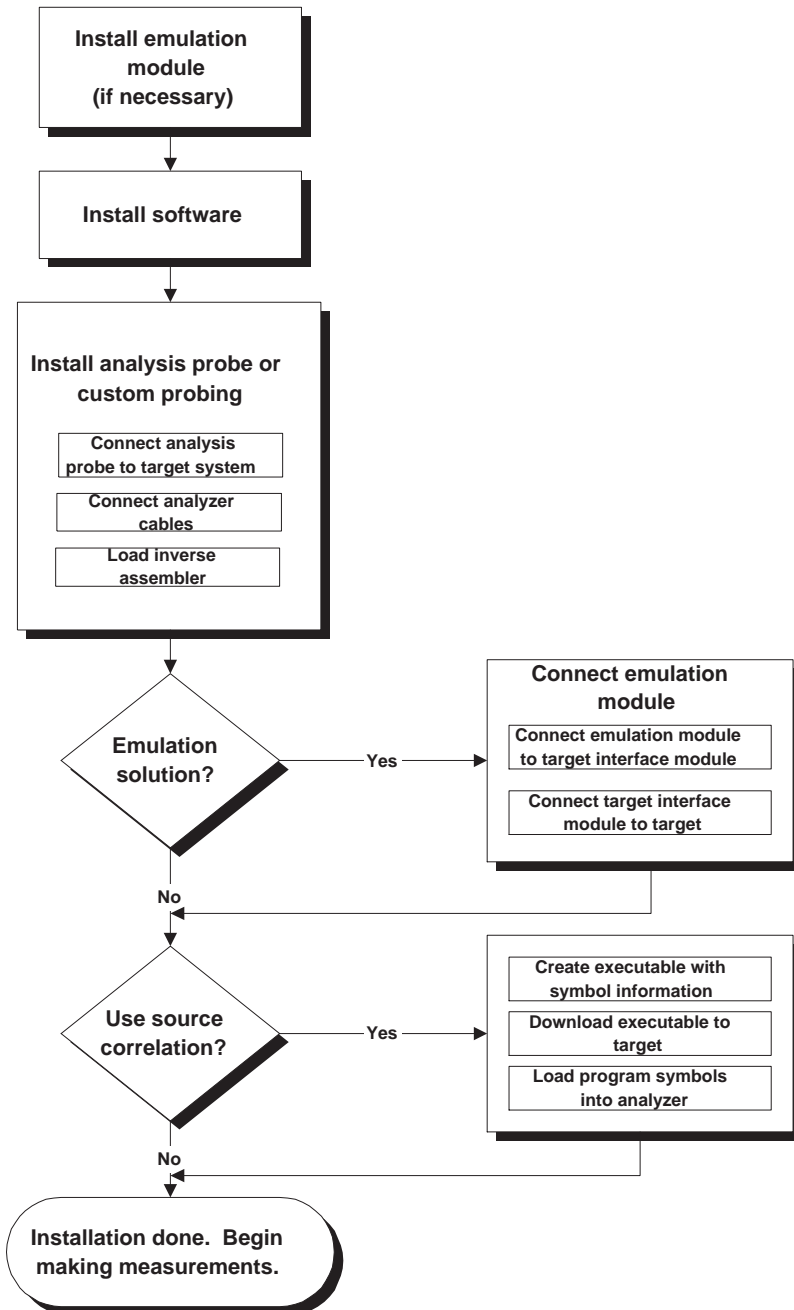 Install emulation
module
(if necessary)
Install software
Install analysis probe or
custom probing
Connect analysis
probe to target system
Connect analyzer
cables
Load inverse
assembler
Emulation
solution?
Yes
Connect emulation
module
Connect emulation module
to target interface module
Connect target interface
module to target
No
Use source
correlation?
Yes
Create executable with
symbol information
Download executable to
target
Load program symbols
into analyzer
No
Installation done.  Begin
making measurements.